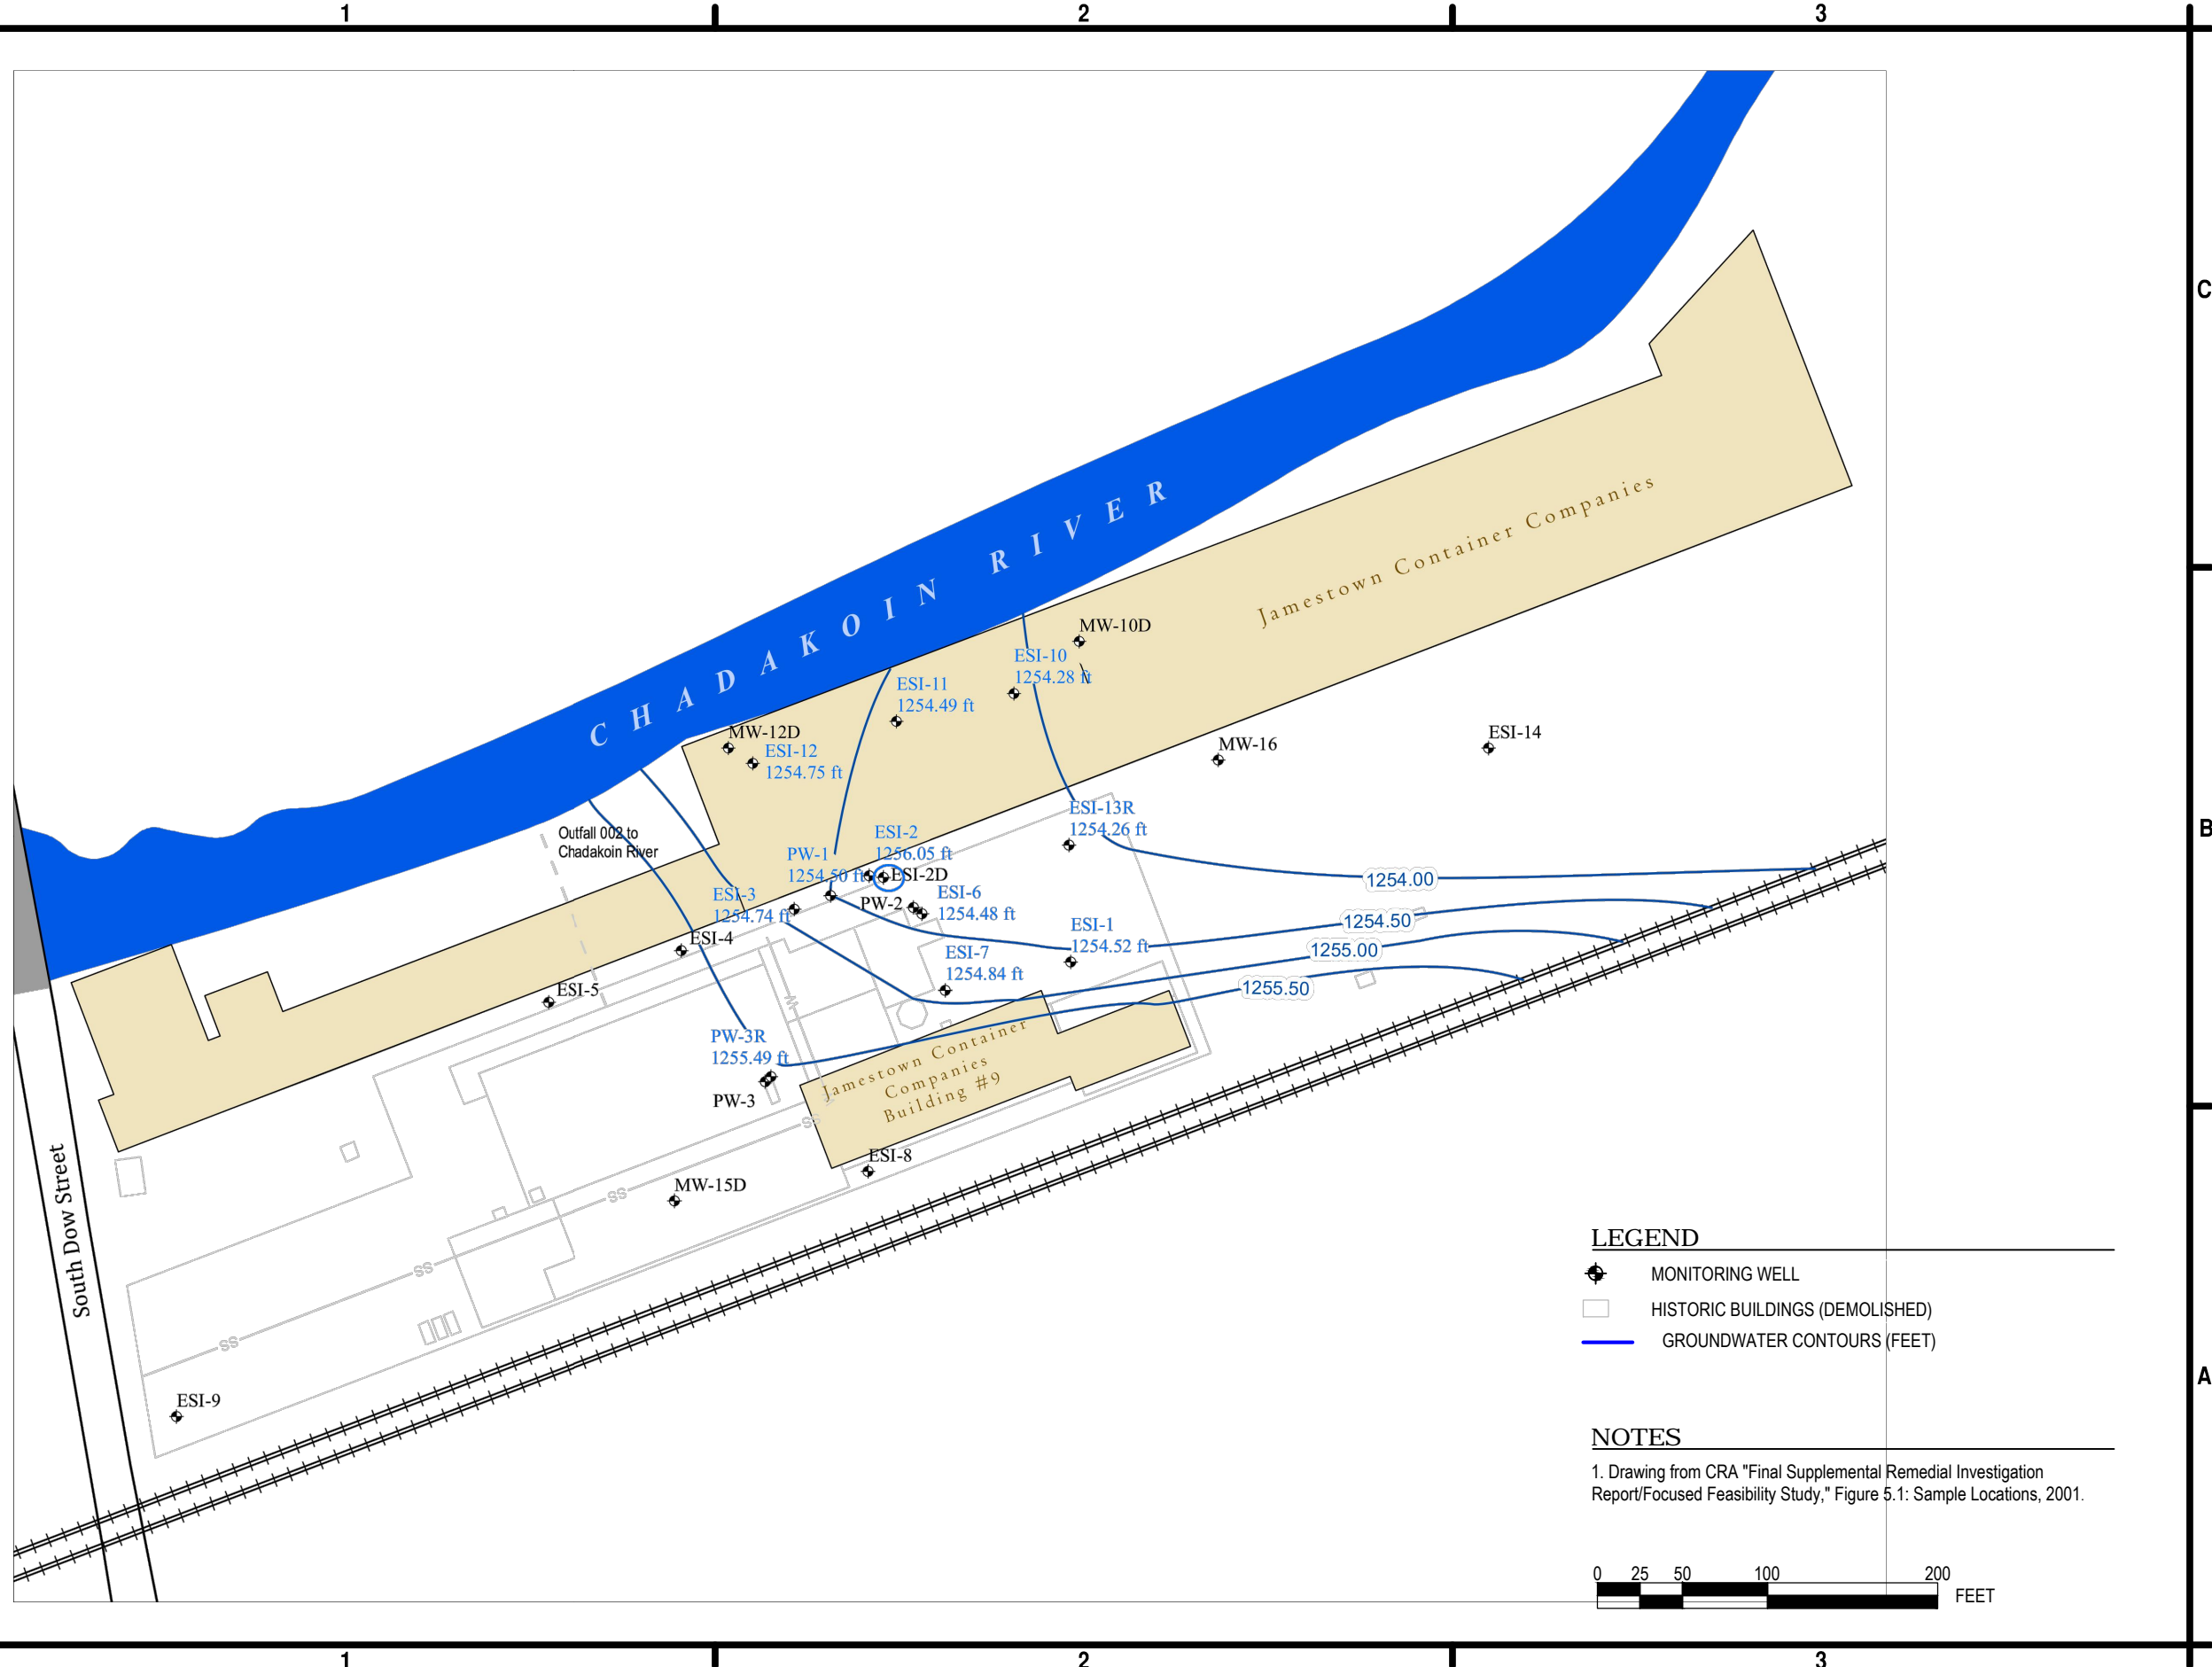 1
2
3
C
B
A
CHADAKOIN RIVER
Jamestown Container Companies
MW-10D
ESI-10
1254.28 ft
ESI-11
1254.49 ft
MW-12D
ESI-12
1254.75 ft
MW-16
ESI-14
ESI-13R
1254.26 ft
Outfall 002 to
Chadakoin River
ESI-2
1256.05 ft
PW-1
1254.50 ft
ESI-2D
ESI-3
1254.74 ft
PW-2
ESI-6
1254.48 ft
ESI-1
1254.52 ft
ESI-4
ESI-7
1254.84 ft
ESI-5
1254.00
1254.50
1255.00
1255.50
PW-3R
1255.49 ft
PW-3
Jamestown Container
Companies
Building #9
W
SS
ESI-8
MW-15D
SS
SS
SS
ESI-9
South Dow Street
LEGEND
MONITORING WELL
HISTORIC BUILDINGS (DEMOLISHED)
GROUNDWATER CONTOURS (FEET)
NOTES
1. Drawing from CRA "Final Supplemental Remedial Investigation
Report/Focused Feasibility Study," Figure 5.1: Sample Locations, 2001.
0 25 50 100 200
FEET
1
2
3